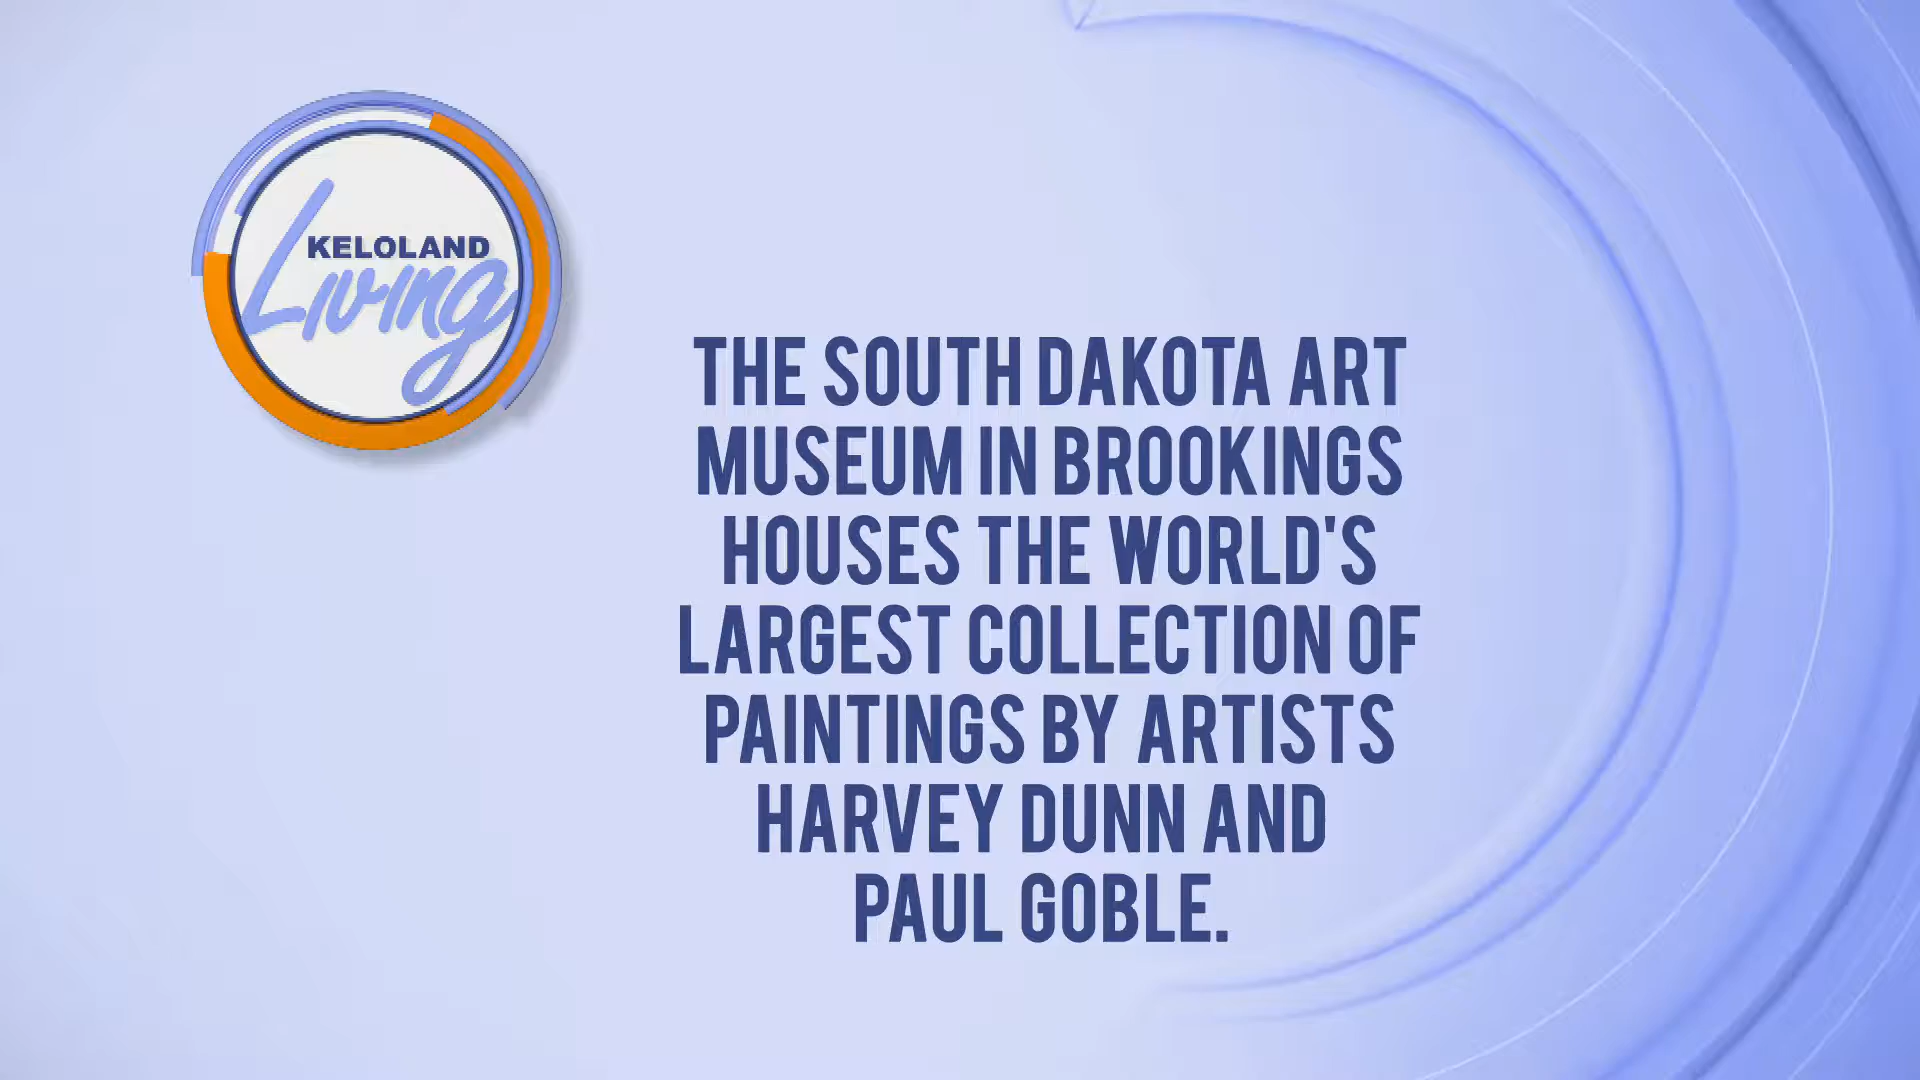 KELOLAND
Living
THE SOUTH DAKOTA ART
MUSEUM IN BROOKINGS
HOUSES THE WORLD'S
LARGEST COLLECTION OF
PAINTINGS BY ARTISTS
HARVEY DUNN AND
PAUL GOBLE.